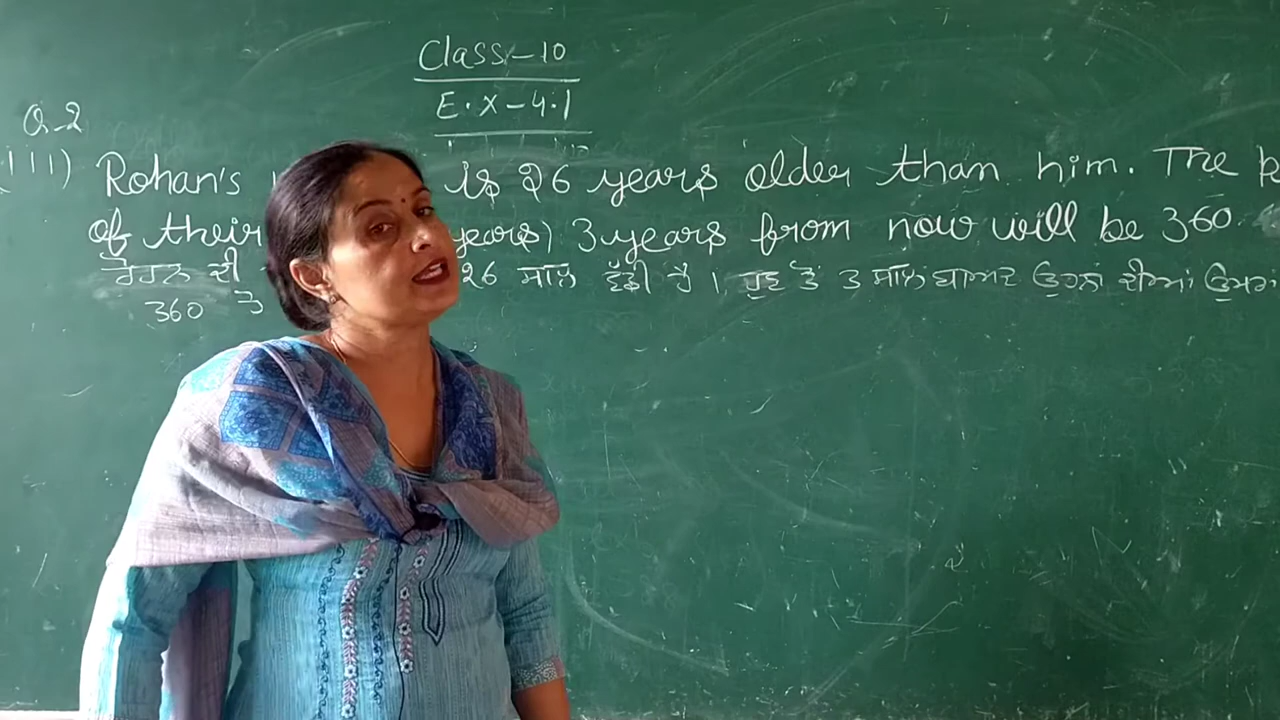 Class-10
E.x-4.1
Q-2
(iii) Rohan's is 26 years older than him. The
of their years) 3 years from now will be 360.
ਰੋਹਨ ਦੀ 26 ਸਾਲ ਵੱਡੀ ਹੈ। ਹੁਣ ਤੋਂ 3 ਸਾਲਾਂ ਬਾਅਦ ਉਹਨਾਂ ਦੀਆਂ ਉਮਰਾਂ
360